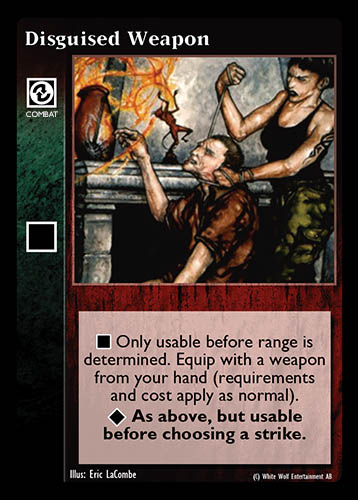 Disguised Weapon
COMBAT
Only usable before range is
determined. Equip with a weapon
from your hand (requirements
and cost apply as normal).
As above, but usable
before choosing a strike.
Illus: Eric LaCombe
(C) White Wolf Entertainment AB